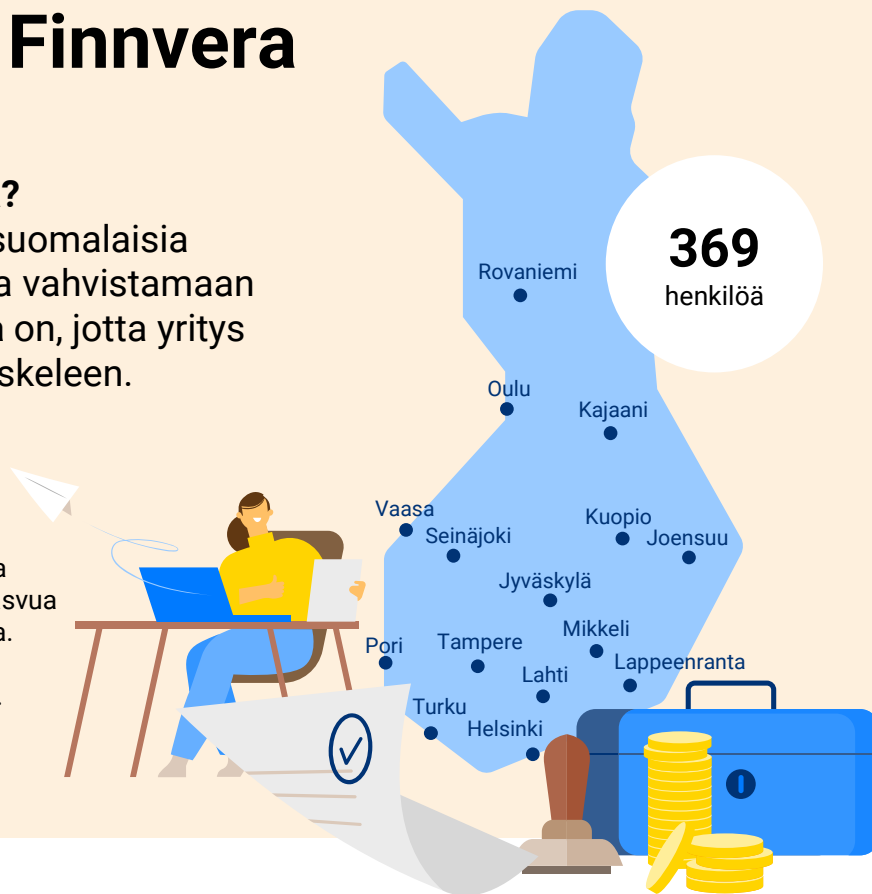 Finnvera
?
suomalaisia
a vahvistamaan
on, jotta yritys
skeleen.
369
henkilöä
Rovaniemi
Oulu
Kajaani
Vaasa
Seinäjoki
Kuopio
Joensuu
Jyväskylä
Mikkeli
Pori
Tampere
Lappeenranta
Lahti
Turku
Helsinki
a
svua
a.
.